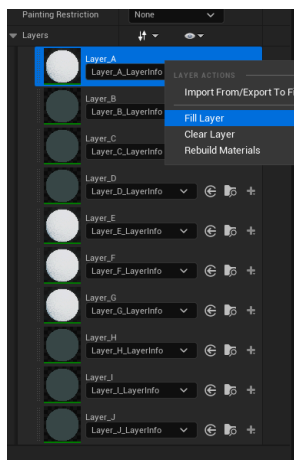 Painting Restriction None
Layers
Layer_A
Layer_A_LayerInfo
LAYER ACTIONS
Import From/Export To Fi
Fill Layer
Clear Layer
Rebuild Materials
Layer_B
Layer_B_LayerInfo
Layer_C
Layer_C_LayerInfo
Layer_D
Layer_D_LayerInfo
Layer_E
Layer_E_LayerInfo
Layer_F
Layer_F_LayerInfo
Layer_G
Layer_G_LayerInfo
Layer_H
Layer_H_LayerInfo
Layer_I
Layer_I_LayerInfo
Layer_J
Layer_J_LayerInfo